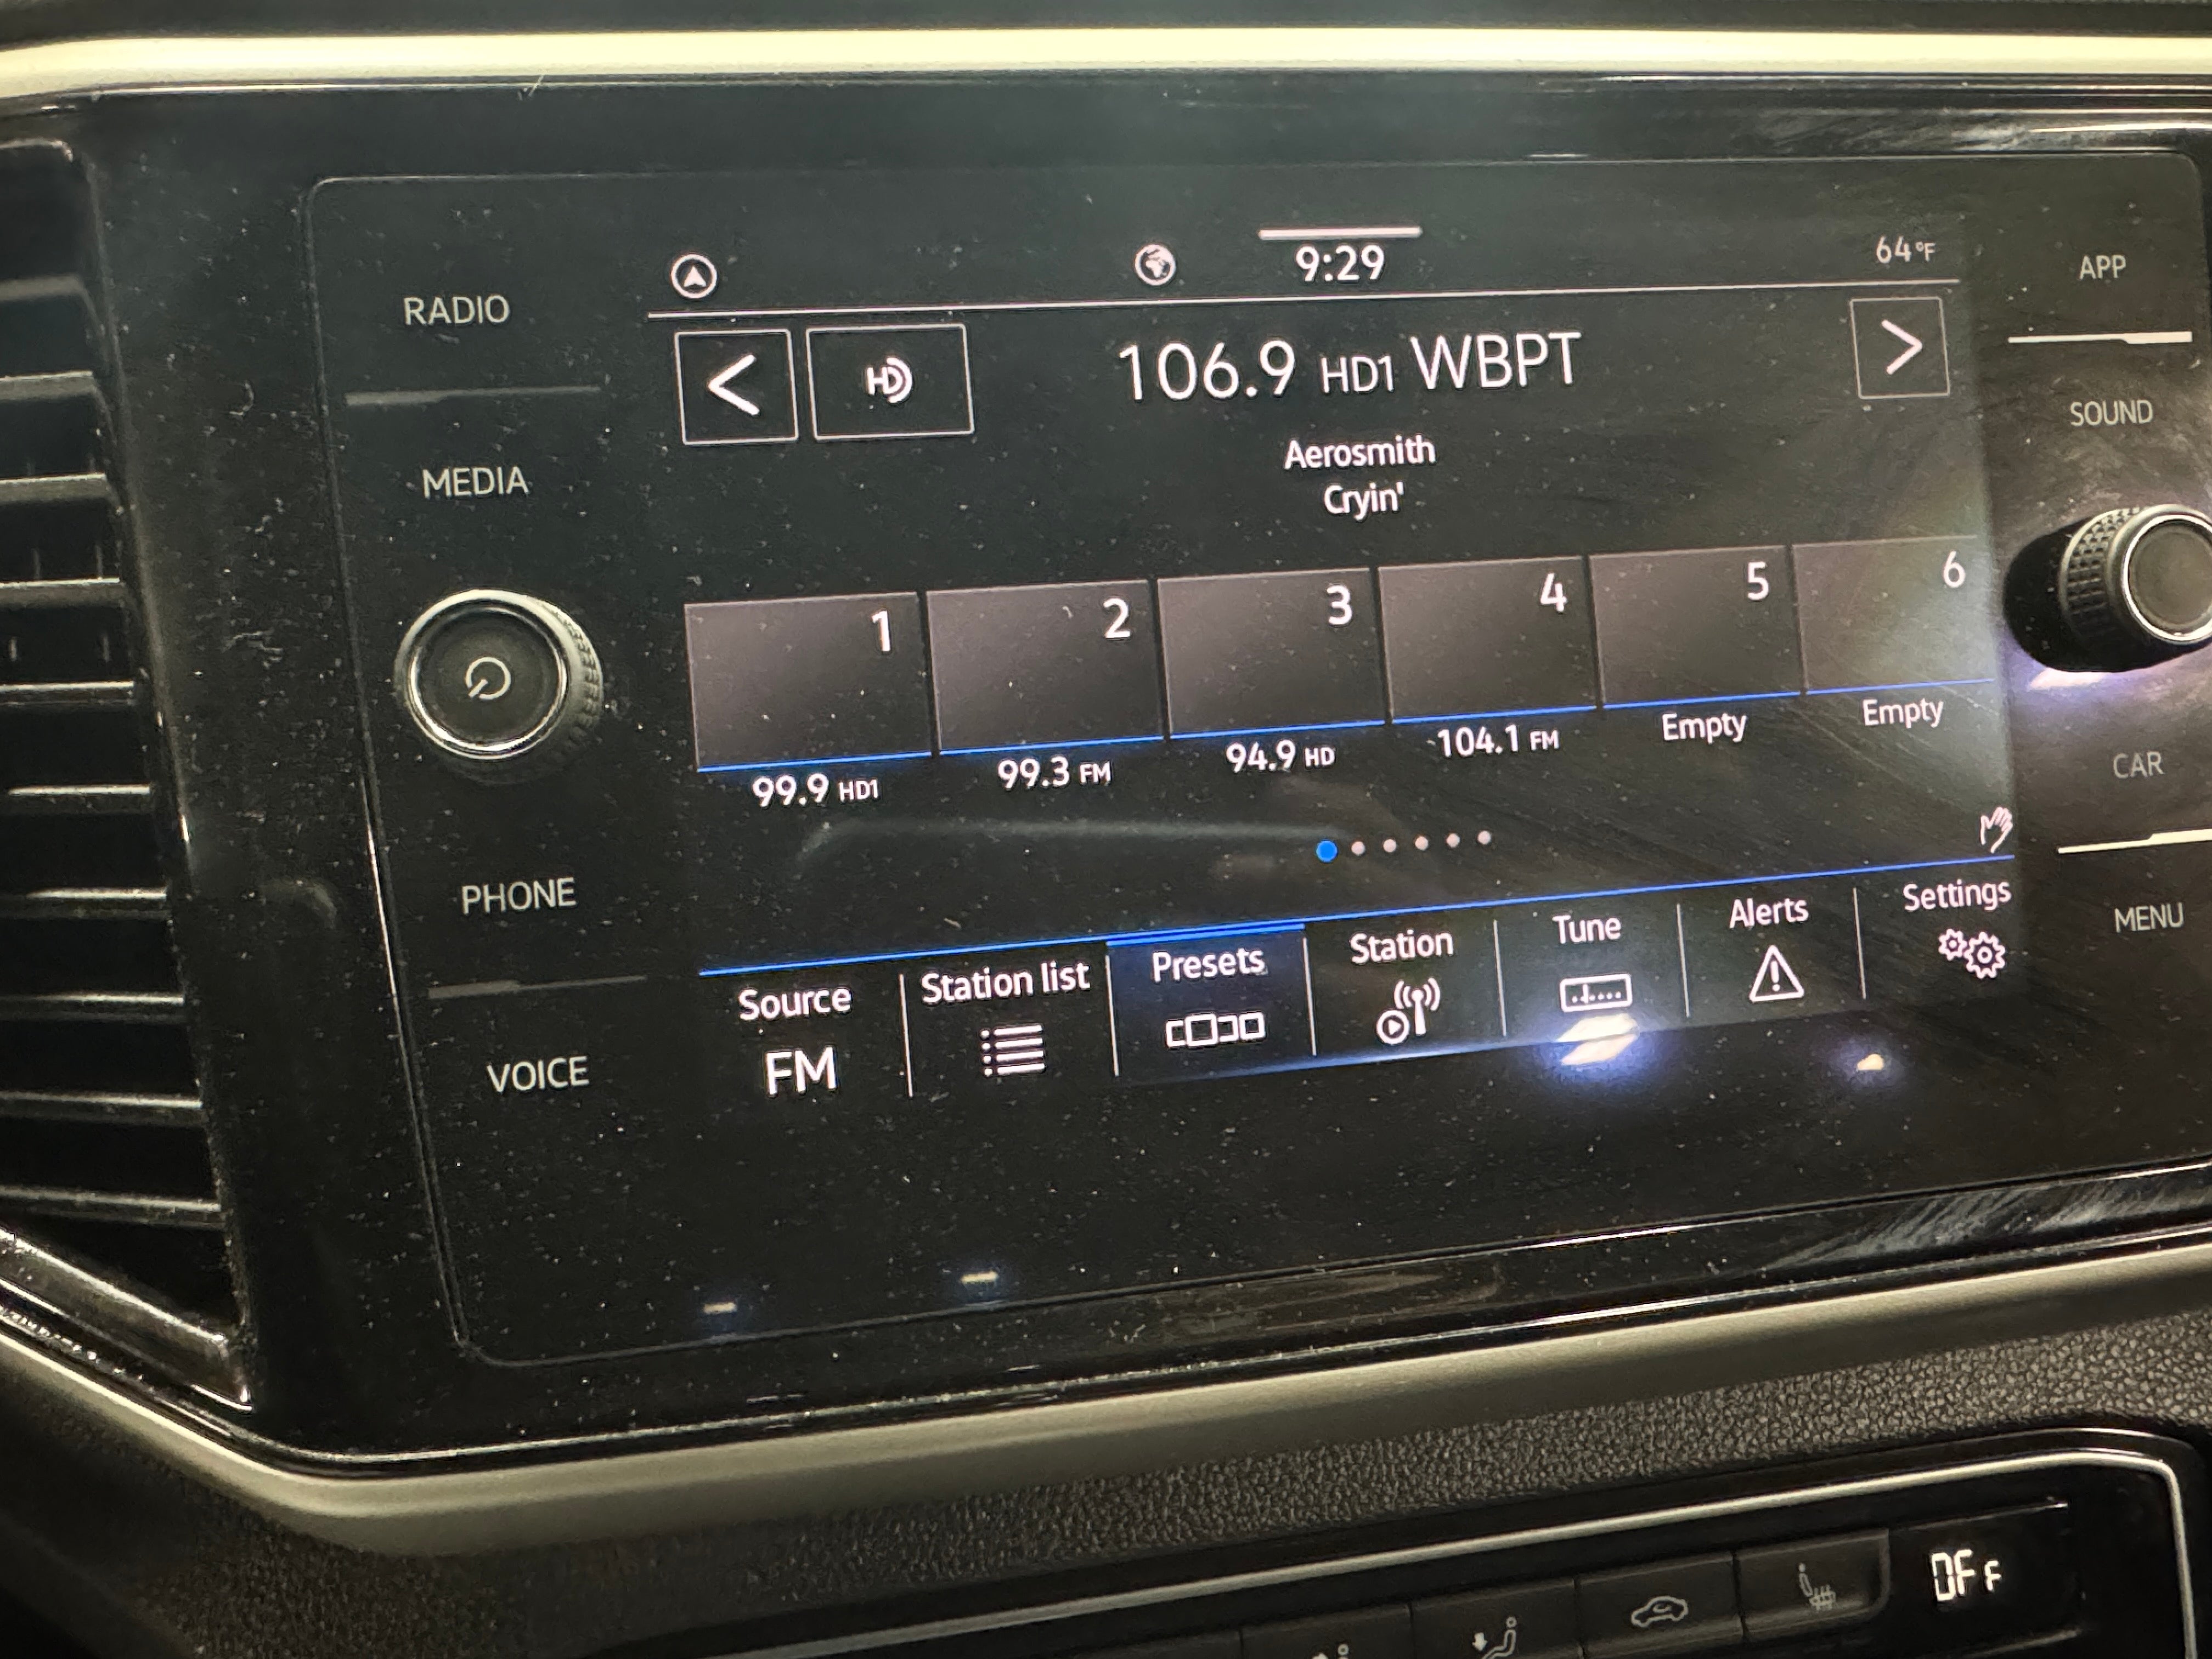 RADIO
MEDIA
PHONE
VOICE
9:29
64°F
106.9 HD1 WBPT
HD
Aerosmith
Cryin'
1
2
3
4
5
6
99.9 HD1
99.3 FM
94.9 HD
104.1 FM
Empty
Empty
Source
FM
Station list
Presets
Station
Tune
Alerts
Settings
APP
SOUND
CAR
MENU
OFF